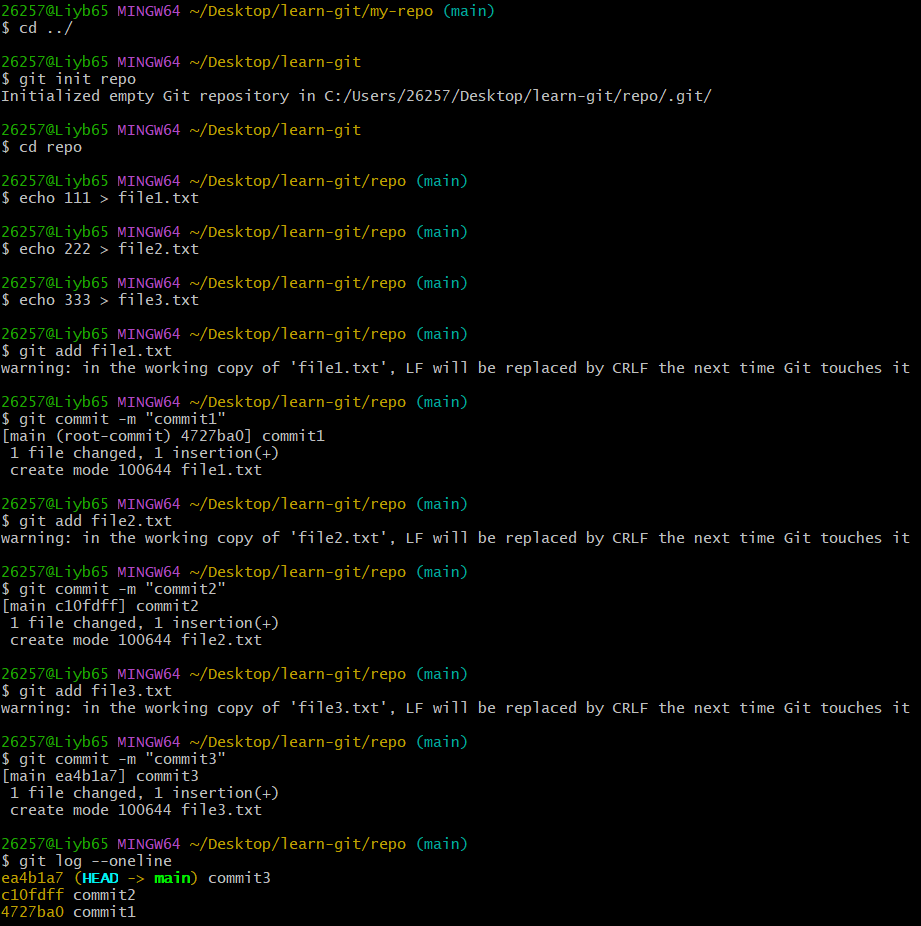 26257@Liyb65 MINGW64 ~/Desktop/learn-git/my-repo (main)
$ cd ../
26257@Liyb65 MINGW64 ~/Desktop/learn-git
$ git init repo
Initialized empty Git repository in C:/Users/26257/Desktop/learn-git/repo/.git/
26257@Liyb65 MINGW64 ~/Desktop/learn-git
$ cd repo
26257@Liyb65 MINGW64 ~/Desktop/learn-git/repo (main)
$ echo 111 > file1.txt
26257@Liyb65 MINGW64 ~/Desktop/learn-git/repo (main)
$ echo 222 > file2.txt
26257@Liyb65 MINGW64 ~/Desktop/learn-git/repo (main)
$ echo 333 > file3.txt
26257@Liyb65 MINGW64 ~/Desktop/learn-git/repo (main)
$ git add file1.txt
warning: in the working copy of 'file1.txt', LF will be replaced by CRLF the next time Git touches it
26257@Liyb65 MINGW64 ~/Desktop/learn-git/repo (main)
$ git commit -m "commit1"
[main (root-commit) 4727ba0] commit1
 1 file changed, 1 insertion(+)
 create mode 100644 file1.txt
26257@Liyb65 MINGW64 ~/Desktop/learn-git/repo (main)
$ git add file2.txt
warning: in the working copy of 'file2.txt', LF will be replaced by CRLF the next time Git touches it
26257@Liyb65 MINGW64 ~/Desktop/learn-git/repo (main)
$ git commit -m "commit2"
[main c10fdff] commit2
 1 file changed, 1 insertion(+)
 create mode 100644 file2.txt
26257@Liyb65 MINGW64 ~/Desktop/learn-git/repo (main)
$ git add file3.txt
warning: in the working copy of 'file3.txt', LF will be replaced by CRLF the next time Git touches it
26257@Liyb65 MINGW64 ~/Desktop/learn-git/repo (main)
$ git commit -m "commit3"
[main ea4b1a7] commit3
 1 file changed, 1 insertion(+)
 create mode 100644 file3.txt
26257@Liyb65 MINGW64 ~/Desktop/learn-git/repo (main)
$ git log --oneline
ea4b1a7 (HEAD -> main) commit3
c10fdff commit2
4727ba0 commit1